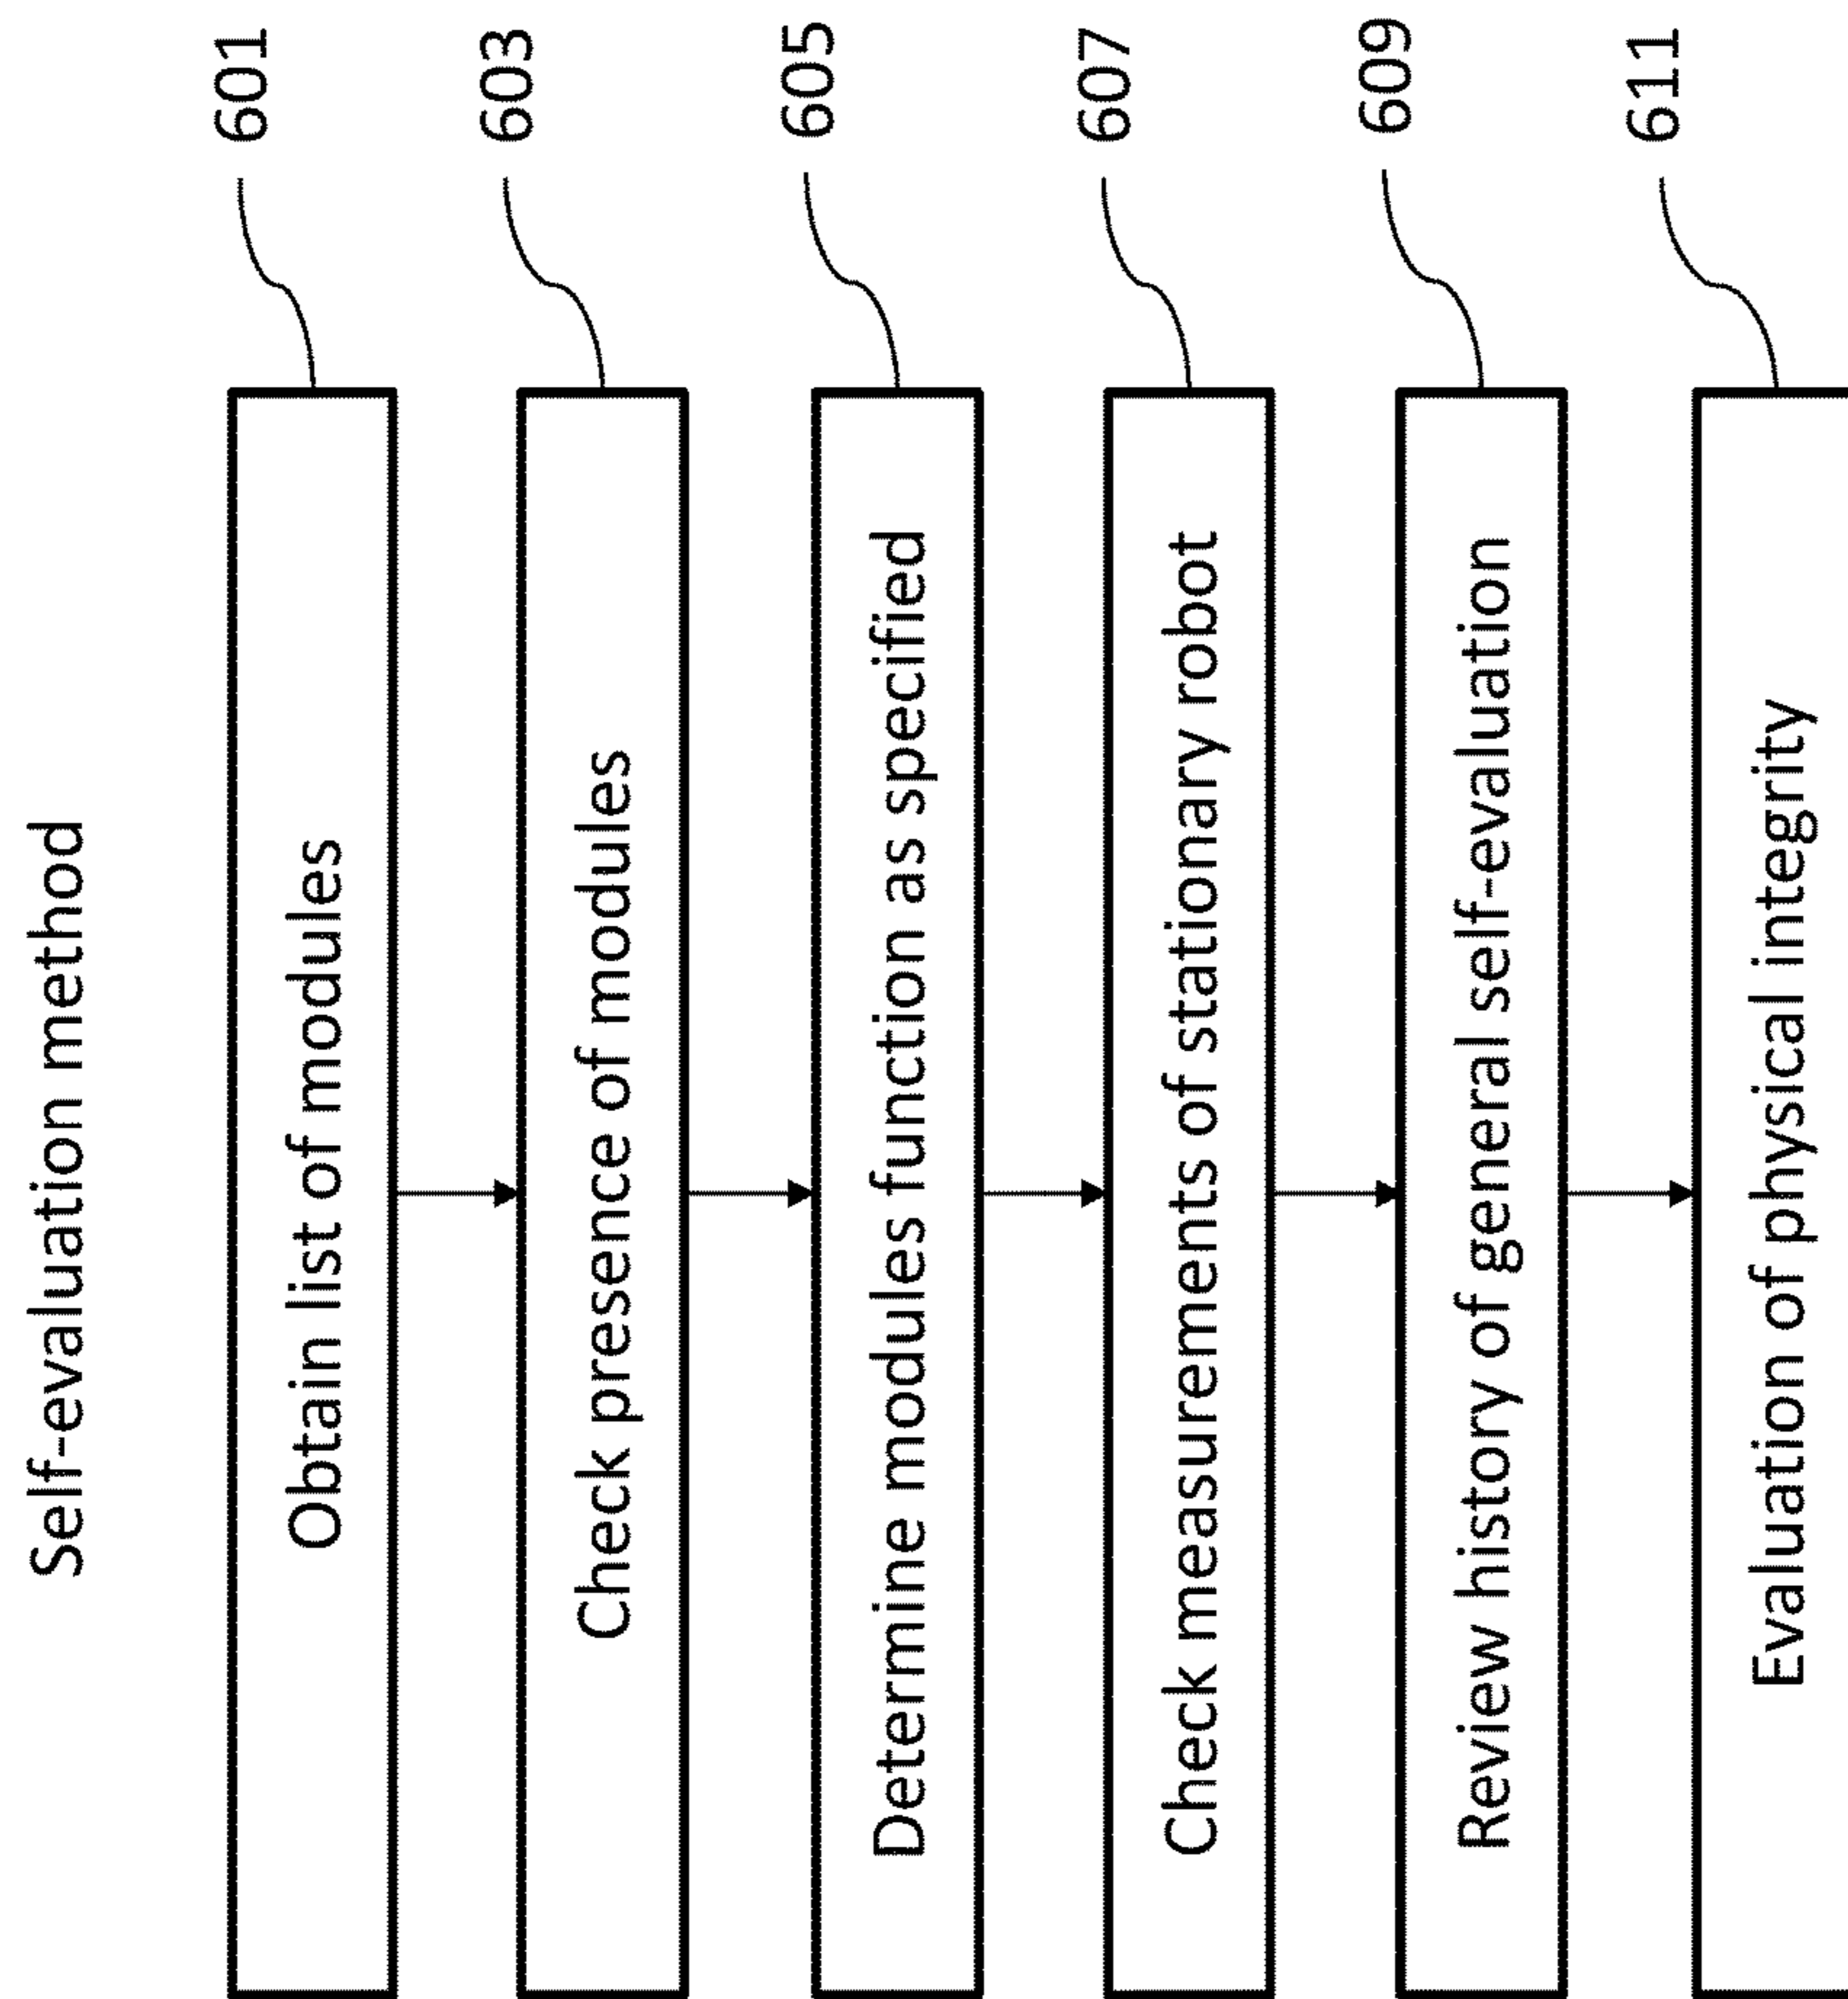 Self-evaluation method
Obtain list of modules
601
Check presence of modules
603
Determine modules function as specified
605
Check measurements of stationary robot
607
Review history of general self-evaluation
609
Evaluation of physical integrity
611